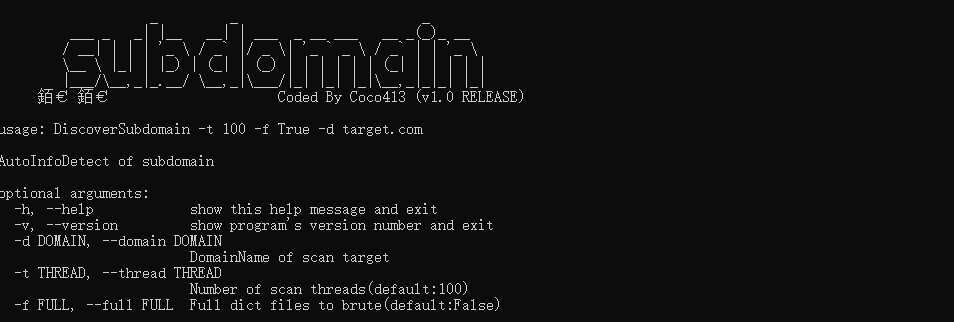 subdomain
銆€ 銆€ Coded By Coco413 (v1.0 RELEASE)
usage: DiscoverSubdomain -t 100 -f True -d target.com
AutoInfoDetect of subdomain
optional arguments:
-h, --help show this help message and exit
-v, --version show program's version number and exit
-d DOMAIN, --domain DOMAIN
DomainName of scan target
-t THREAD, --thread THREAD
Number of scan threads(default:100)
-f FULL, --full FULL Full dict files to brute(default:False)